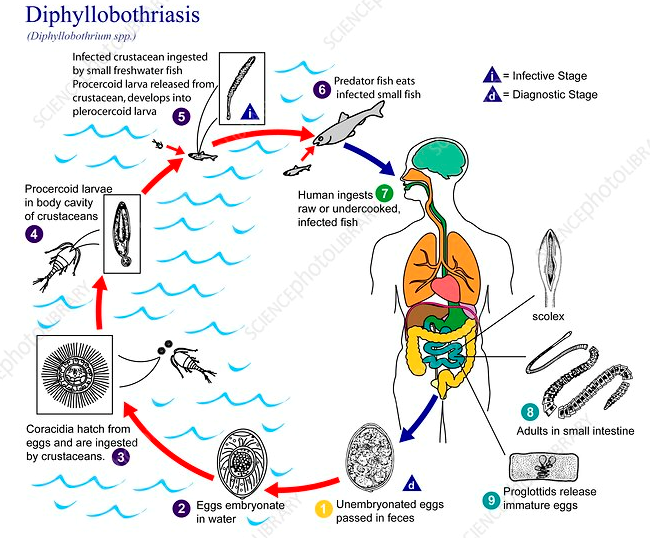 Diphyllobothriasis
(Diphyllobothrium spp.)
Infected crustacean ingested
by small freshwater fish
Procercoid larva released from
crustacean, develops into
plerocercoid larva
5
i
6
Predator fish eats
infected small fish
i = Infective Stage
d = Diagnostic Stage
Procercoid larvae
in body cavity
of crustaceans
4
Human ingests 7
raw or undercooked,
infected fish
scolex
8
Adults in small intestine
Coracidia hatch from
eggs and are ingested
by crustaceans. 3
2 Eggs embryonate
in water
d
1 Unembryonated eggs
passed in feces
9 Proglottids release
immature eggs
SCIENCEphotoLIBRARY